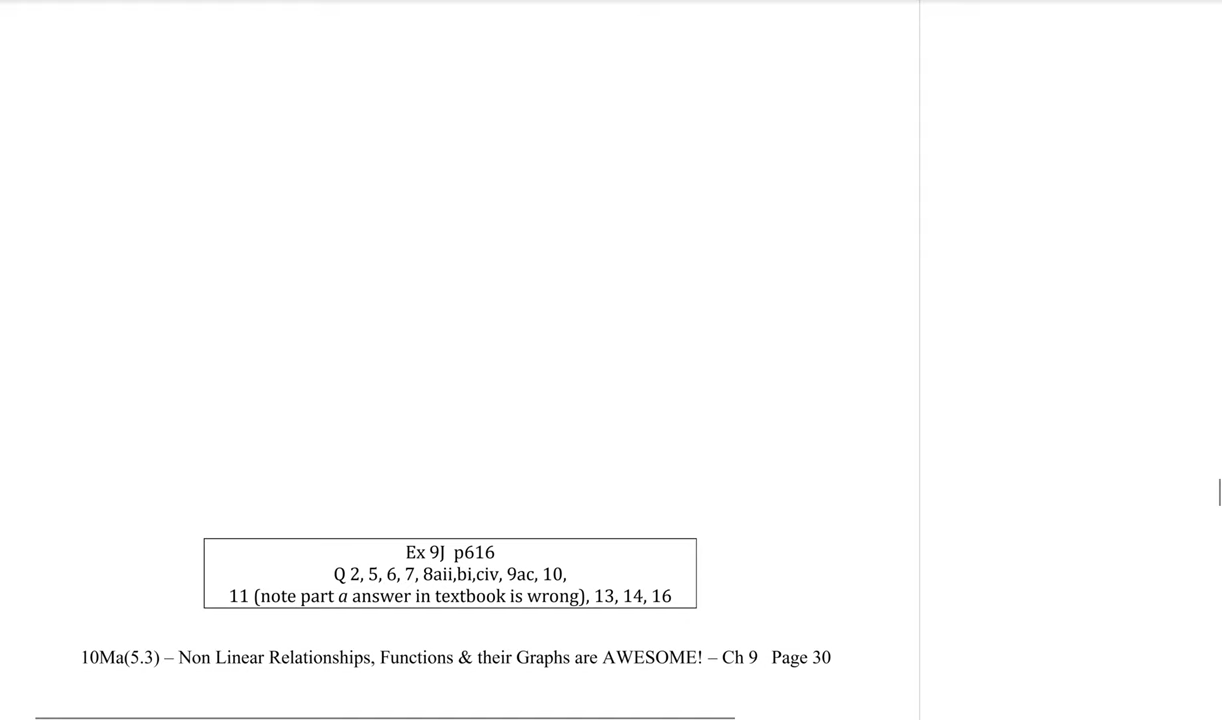 Ex 9J p616
Q 2, 5, 6, 7, 8aii,bi,civ, 9ac, 10,
11 (note part a answer in textbook is wrong), 13, 14, 16
10Ma(5.3) – Non Linear Relationships, Functions & their Graphs are AWESOME! – Ch 9 Page 30